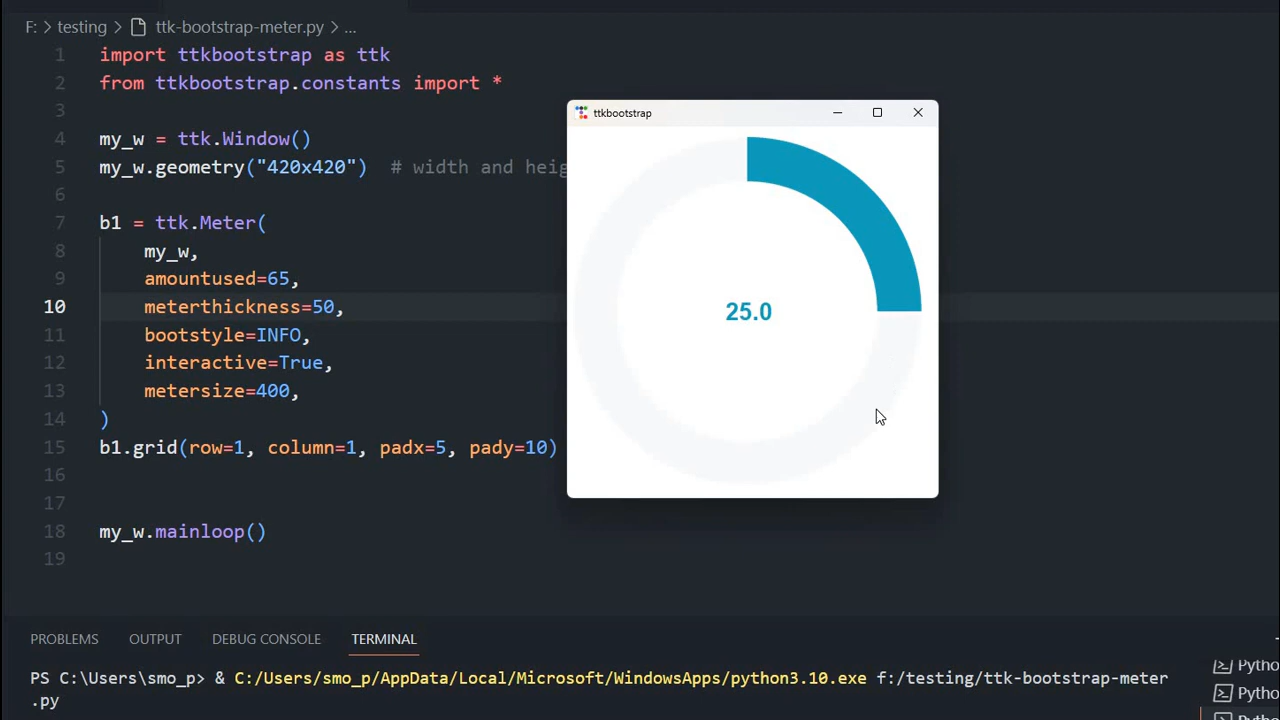 F: > testing > ttk-bootstrap-meter.py > ...
1 import ttkbootstrap as ttk
2 from ttkbootstrap.constants import *
3
4 my_w = ttk.Window()
5 my_w.geometry("420x420")  # width and heig
6
7 b1 = ttk.Meter(
8     my_w,
9     amountused=65,
10     meterthickness=50,
11     bootstyle=INFO,
12     interactive=True,
13     metersize=400,
14 )
15 b1.grid(row=1, column=1, padx=5, pady=10)
16
17
18 my_w.mainloop()
19
ttkbootstrap
25.0
PROBLEMS OUTPUT DEBUG CONSOLE TERMINAL
PS C:\Users\smo_p> & C:/Users/smo_p/AppData/Local/Microsoft/WindowsApps/python3.10.exe f:/testing/ttk-bootstrap-meter
.py
Pytho
Pytho